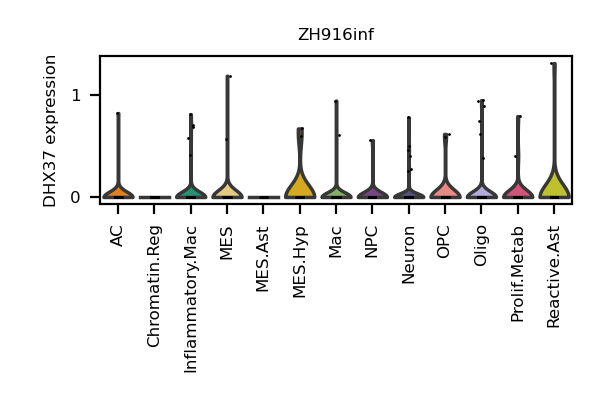 ZH916inf
DHX37 expression
1
0
AC
Chromatin.Reg
Inflammatory.Mac
MES
MES.Ast
MES.Hyp
Mac
NPC
Neuron
OPC
Oligo
Prolif.Metab
Reactive.Ast